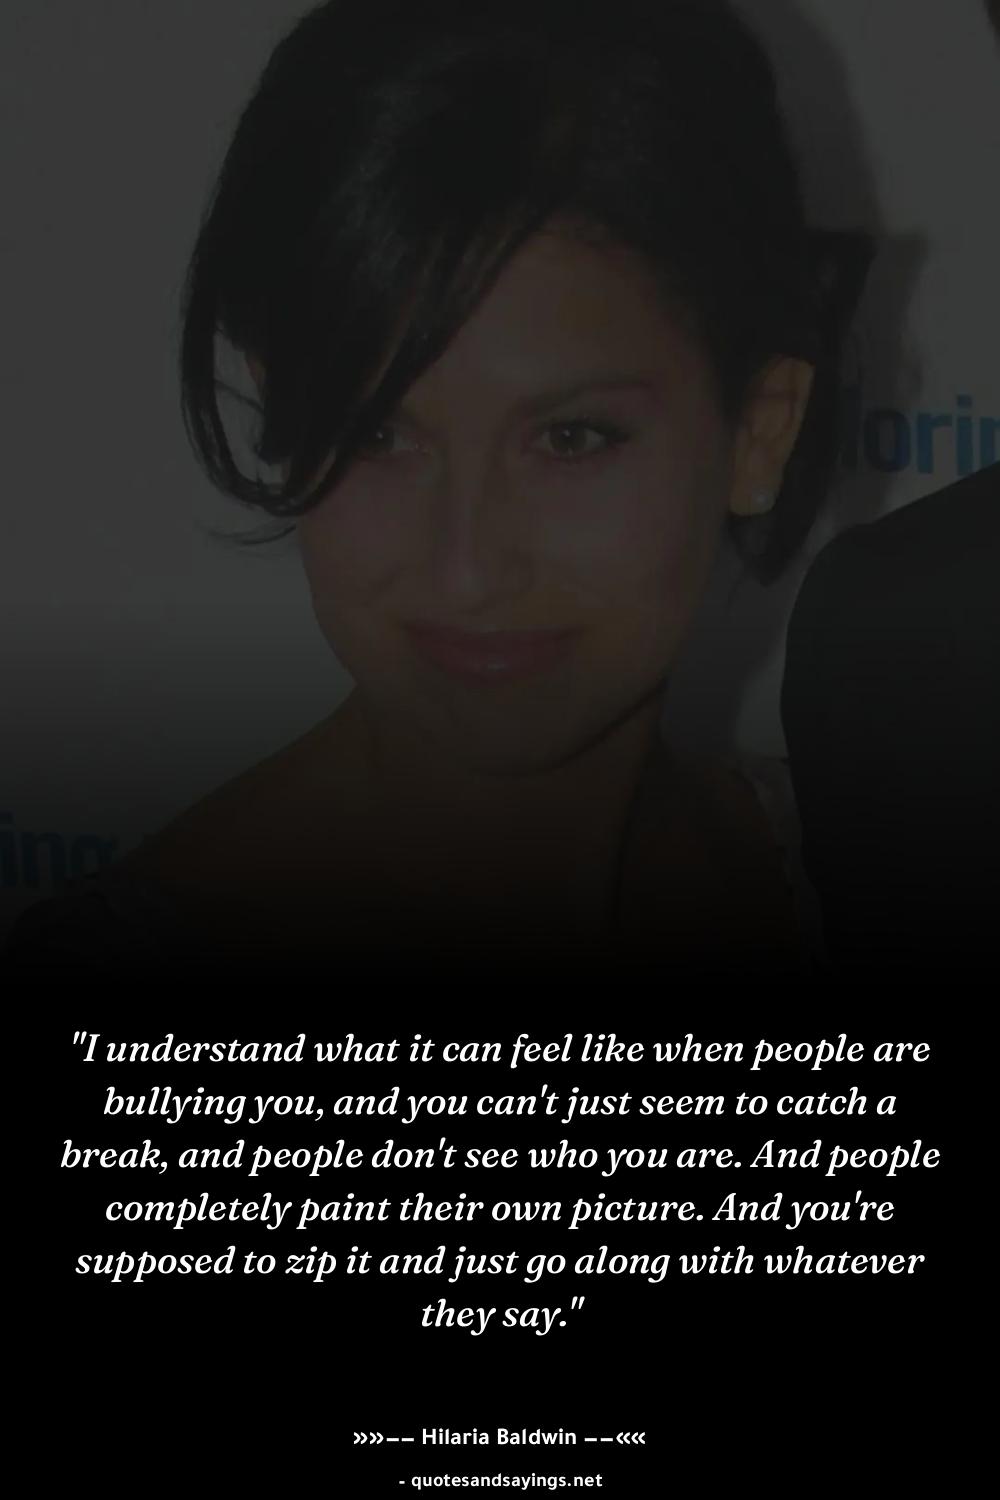 lorin
ing
"I understand what it can feel like when people are
bullying you, and you can't just seem to catch a
break, and people don't see who you are. And people
completely paint their own picture. And you're
supposed to zip it and just go along with whatever
they say."
»»–– Hilaria Baldwin ––««
- quotesandsayings.net